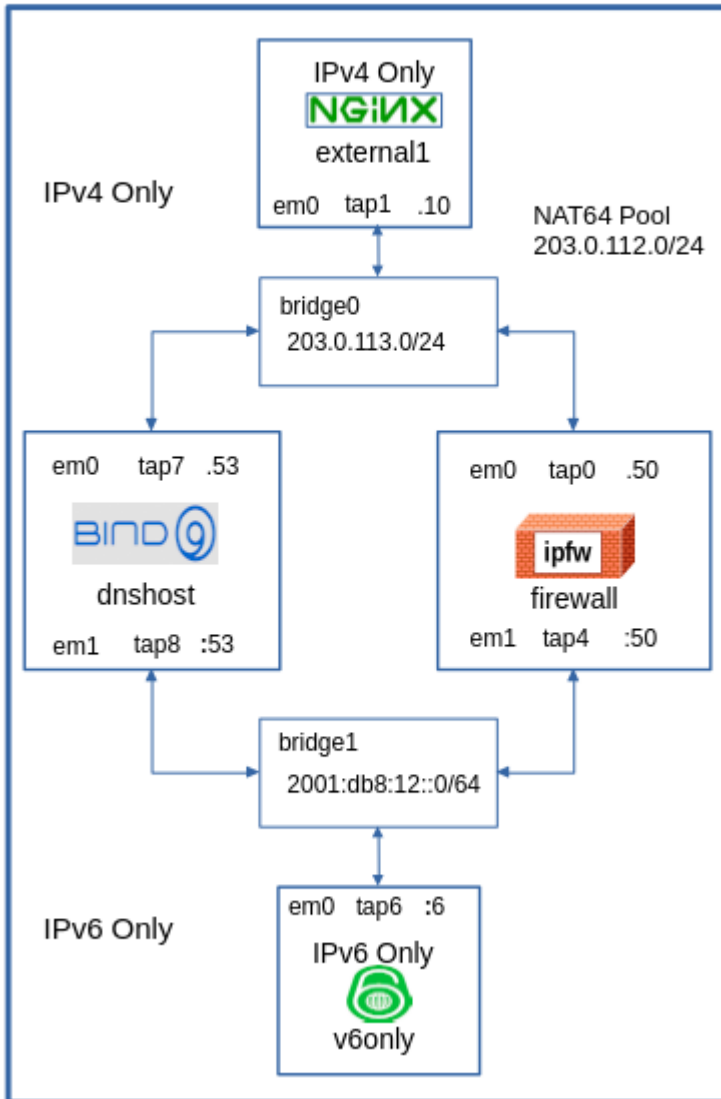 IPv4 Only
NGINX
external1
em0 tap1 .10
IPv4 Only
NAT64 Pool
203.0.112.0/24
bridge0
203.0.113.0/24
em0 tap7 .53
BIND 9
dnshost
em1 tap8 :53
em0 tap0 .50
ipfw
firewall
em1 tap4 :50
bridge1
2001:db8:12::0/64
IPv6 Only
em0 tap6 :6
IPv6 Only
v6only